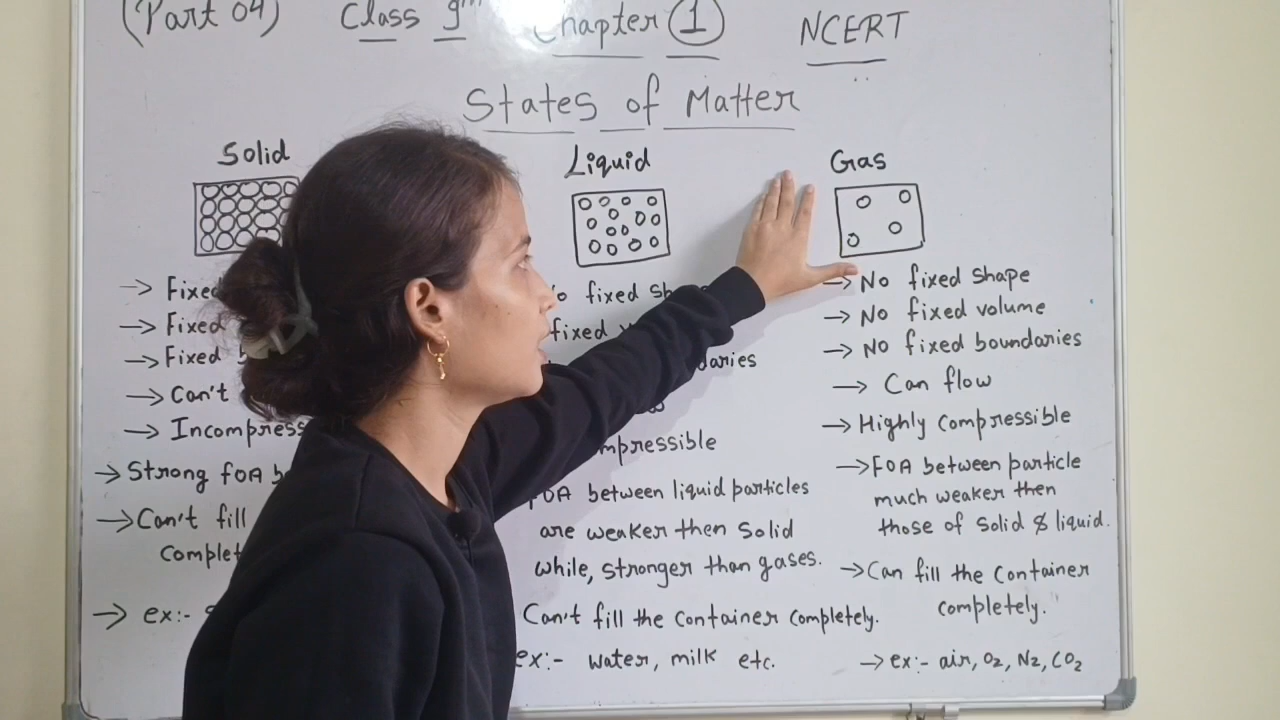 (Part 04) Class 9th Chapter 1 NCERT
States of Matter
Solid
→ Fixed
→ Fixed
→ Fixed
→ Can't
→ Incompress
→ Strong FOA
→ Can't fill
Complet
→ ex:-
Liquid
fixed
fixed
daries
mpressible
FOA between liquid particles
are weaker then Solid
while, stronger than gases.
Can't fill the Container completely.
ex:- water, milk etc.
Gas
→ No fixed shape
→ No fixed volume
→ No fixed boundaries
→ Can flow
→ Highly compressible
→ FOA between particle
much weaker then
those of solid & liquid.
→ Can fill the Container
completely.
→ ex:- air, O2, N2, CO2